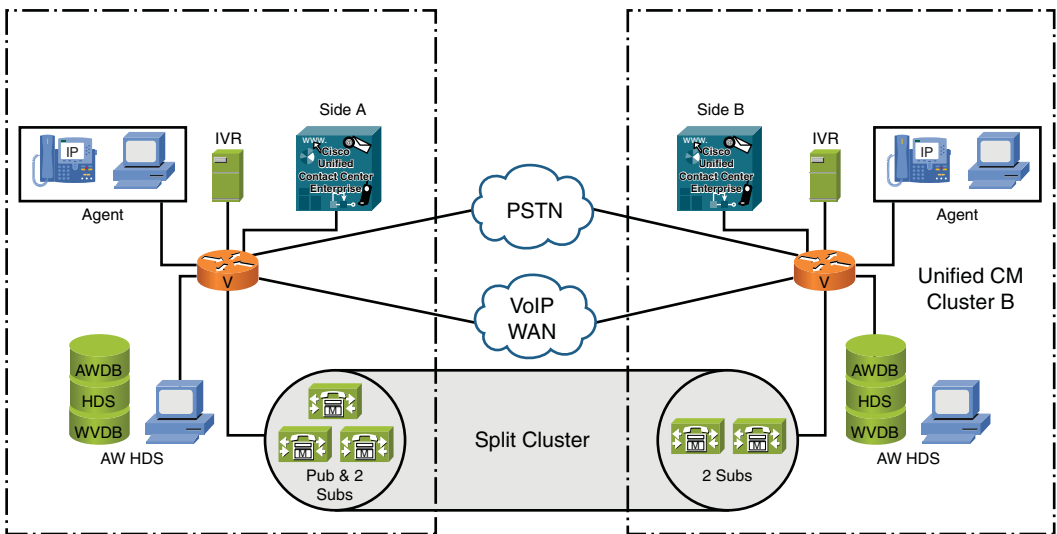 Side A
IVR
IP
Agent
www.
Cisco
Unified
Contact Center
Enterprise
V
AWDB
HDS
WVDB
AW HDS
M
M
M
Pub & 2
Subs
PSTN
VoIP
WAN
Split Cluster
Side B
IVR
www.
Cisco
Unified
Contact Center
Enterprise
IP
Agent
V
Unified CM
Cluster B
AWDB
HDS
WVDB
AW HDS
M
M
2 Subs